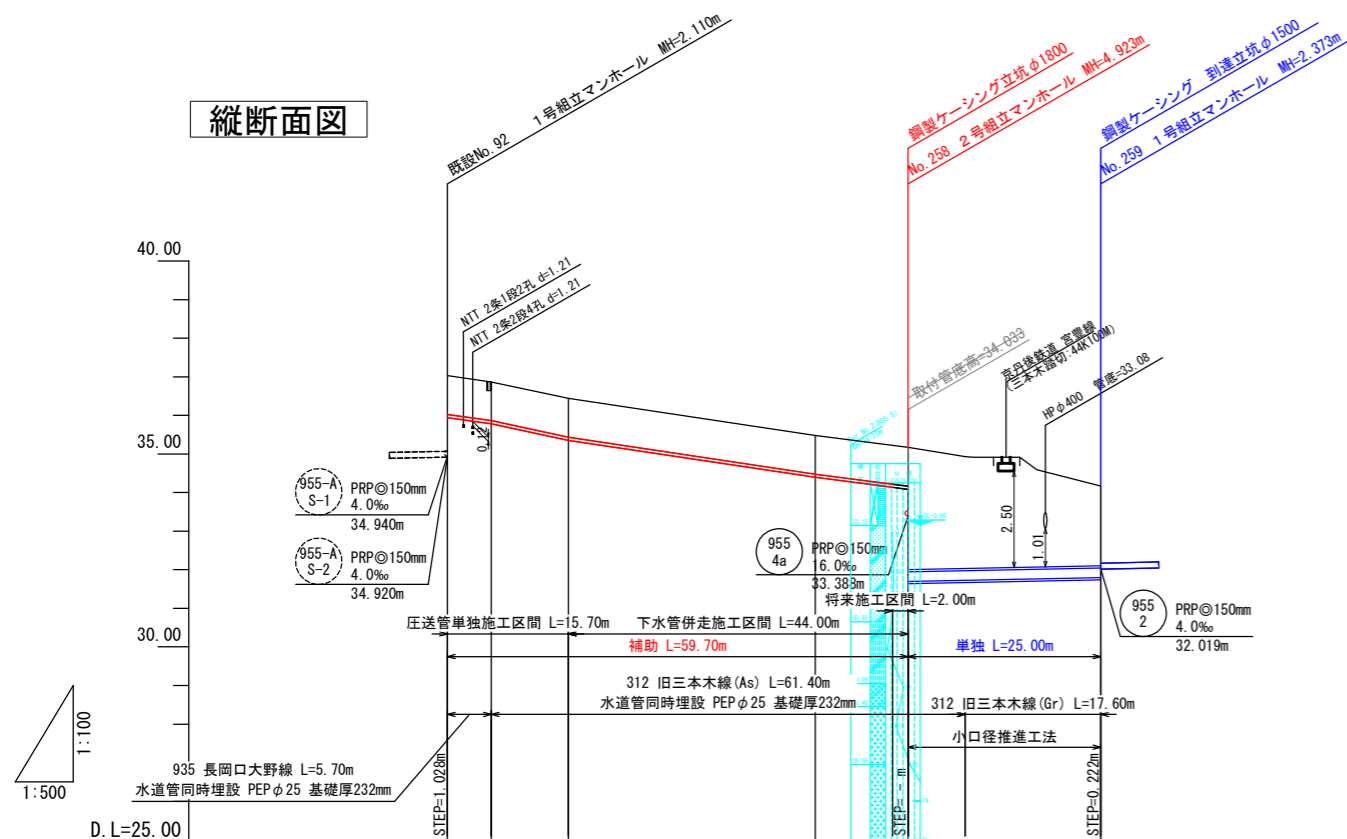 縦断面図
既設No.92 1号組立マンホール MH=2.110m
鋼製ケーシング立坑φ1800
No.258 2号組立マンホール MH=4.923m
鋼製ケーシング 到達立坑φ1500
No.259 1号組立マンホール MH=2.373m
40.00
NTT 2条1段2孔 d=1.21
NTT 2条2段4孔 d=1.21
取付管底高=34.033
京丹後鉄道 宮豊線
(三本木踏切:44K100M)
HPφ400 管底=33.08
35.00
0.12
955-A
S-1
PRP◎150mm
4.0‰
34.940m
955-A
S-2
PRP◎150mm
4.0‰
34.920m
955
4a
PRP◎150mm
16.0‰
33.388m
2.50
1.01
955
2
PRP◎150mm
4.0‰
32.019m
将来施工区間 L=2.00m
圧送管単独施工区間 L=15.70m
下水管併走施工区間 L=44.00m
30.00
補助 L=59.70m
単独 L=25.00m
312 旧三本木線(As) L=61.40m
水道管同時埋設 PEPφ25 基礎厚232mm
312 旧三本木線(Gr) L=17.60m
小口径推進工法
935 長岡口大野線 L=5.70m
水道管同時埋設 PEPφ25 基礎厚232mm
1:100
1:500
STEP=1.028m
STEP=-m
STEP=0.222m
D.L=25.00